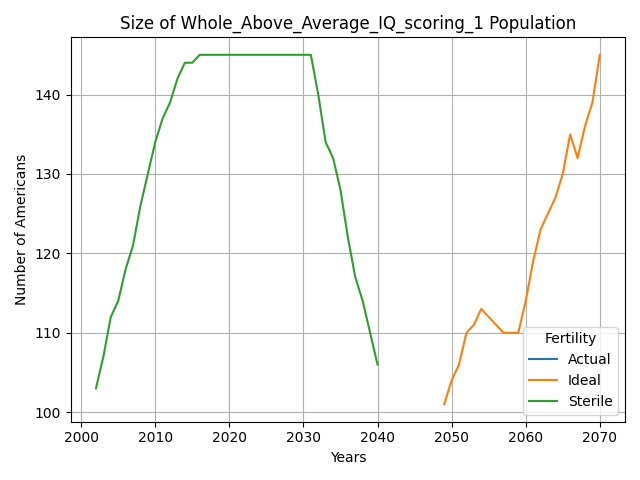 Size of Whole_Above_Average_IQ_scoring_1 Population
Number of Americans
140
130
120
110
100
2000 2010 2020 2030 2040 2050 2060 2070
Years
Fertility
Actual
Ideal
Sterile